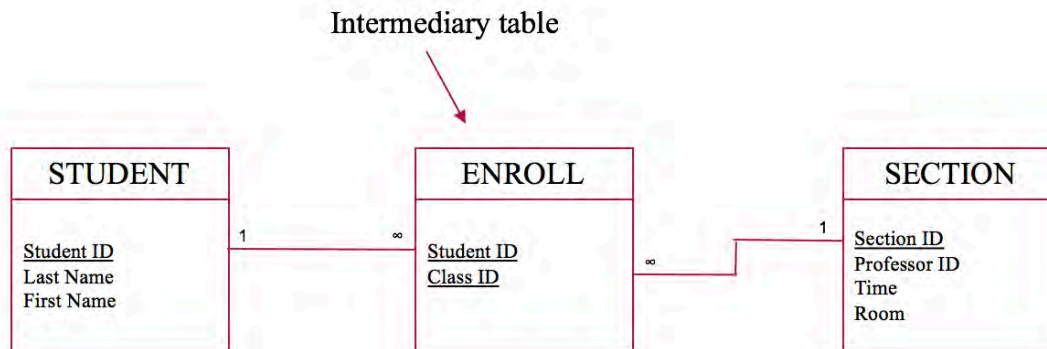 Intermediary table
STUDENT
Student ID
Last Name
First Name
1
∞
ENROLL
Student ID
Class ID
∞
1
SECTION
Section ID
Professor ID
Time
Room